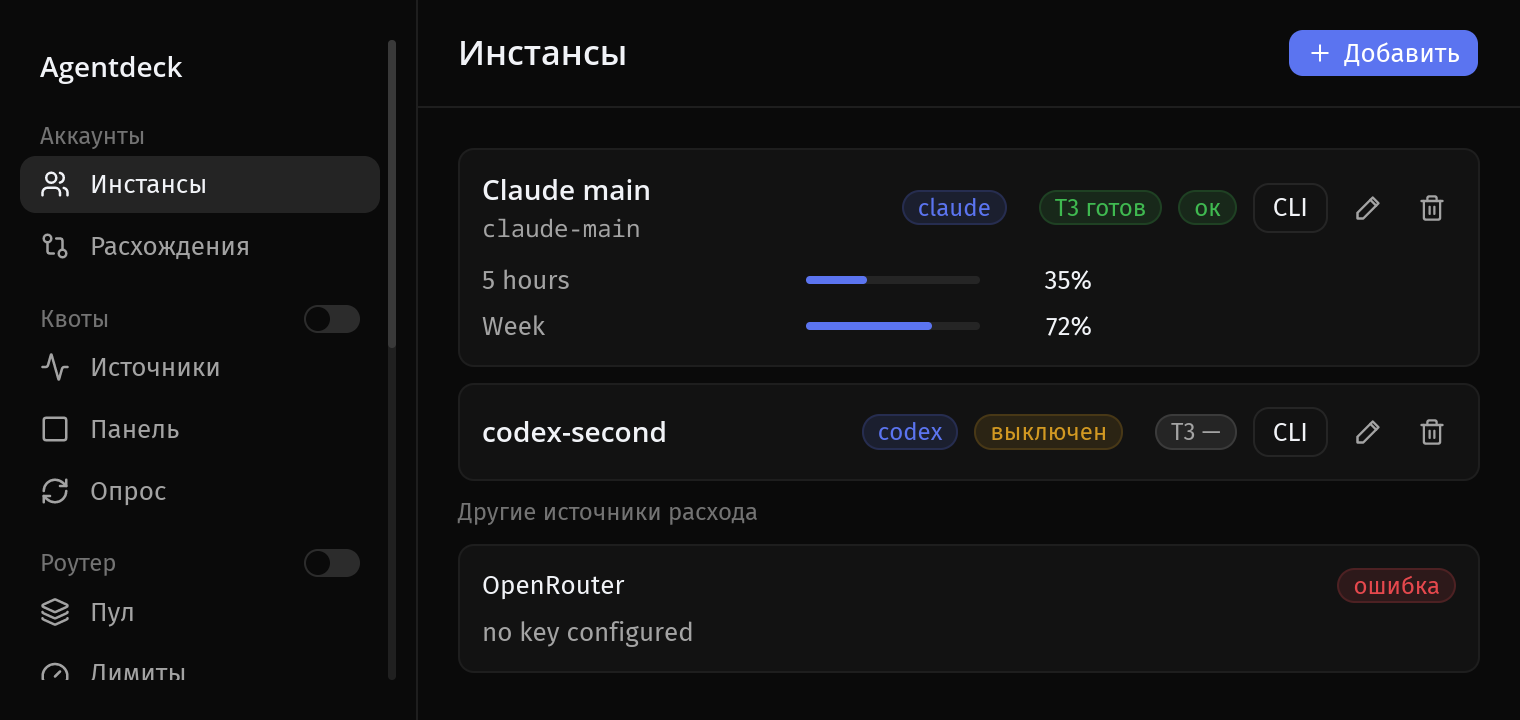 Agentdeck
Аккаунты
Инстансы
Расхождения
Квоты
Источники
Панель
Опрос
Роутер
Пул
Лимиты
Инстансы
Добавить
Claude main
claude-main
claude
T3 готов
ок
CLI
5 hours
35%
Week
72%
codex-second
codex
выключен
T3 —
CLI
Другие источники расхода
OpenRouter
ошибка
no key configured